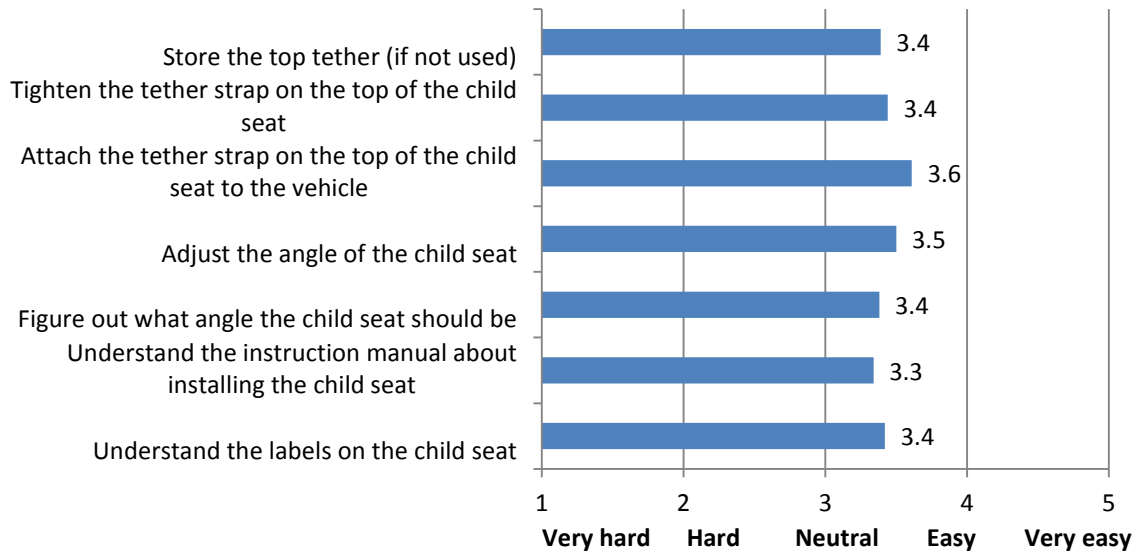 Store the top tether (if not used)
3.4
Tighten the tether strap on the top of the child
seat
3.4
Attach the tether strap on the top of the child
seat to the vehicle
3.6
Adjust the angle of the child seat
3.5
Figure out what angle the child seat should be
3.4
Understand the instruction manual about
installing the child seat
3.3
Understand the labels on the child seat
3.4
1 2 3 4 5
Very hard Hard Neutral Easy Very easy